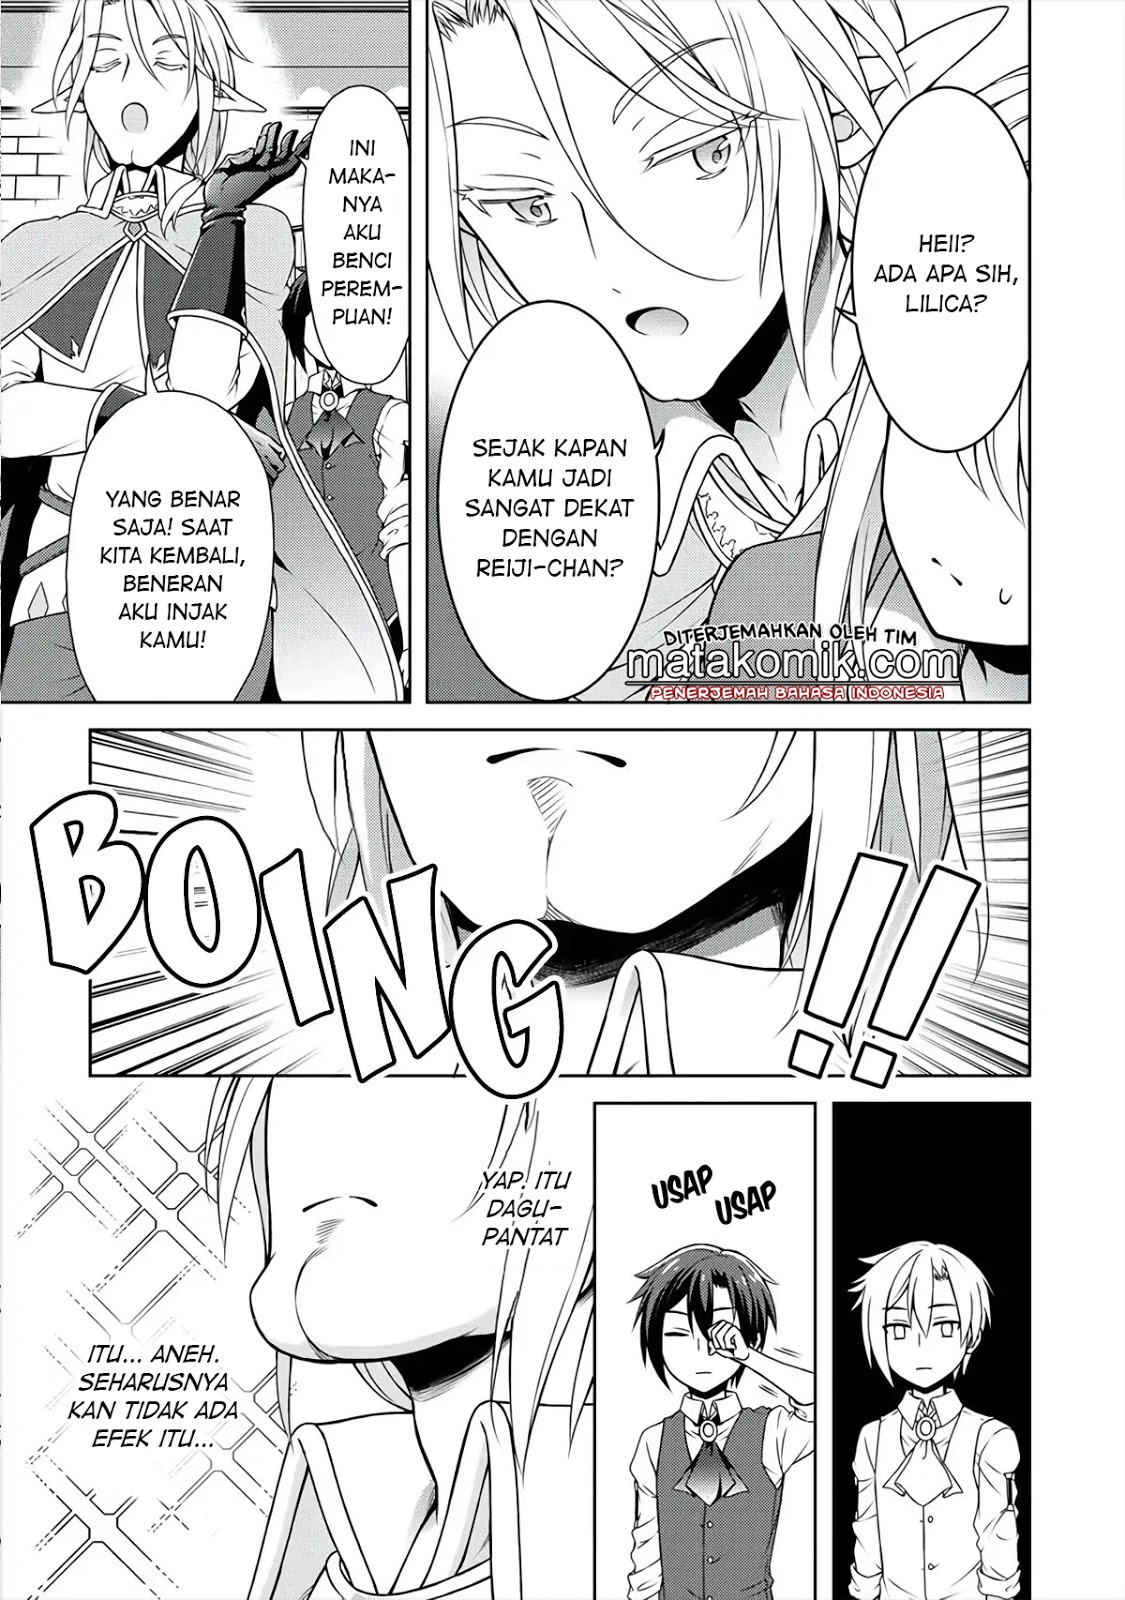 HEII?
ADA APA SIH,
LILICA?
SEJAK KAPAN
KAMU JADI
SANGAT DEKAT
DENGAN
REIJI-CHAN?
DITERJEMAHKAN OLEH TIM
matakomik.com
PENERJEMAH BAHASA INDONESIA
INI
MAKA-
NYA
AKU
BENCI
PEREM-
PUAN!
YANG BENAR
SAJA! SAAT
KITA KEMBALI,
BENERAN
AKU INJAK
KAMU!
BOING!!
USAP
USAP
YAP. ITU
DAGU-
PANTAT
ITU... ANEH.
SEHARUSNYA
KAN TIDAK ADA
EFEK ITU...